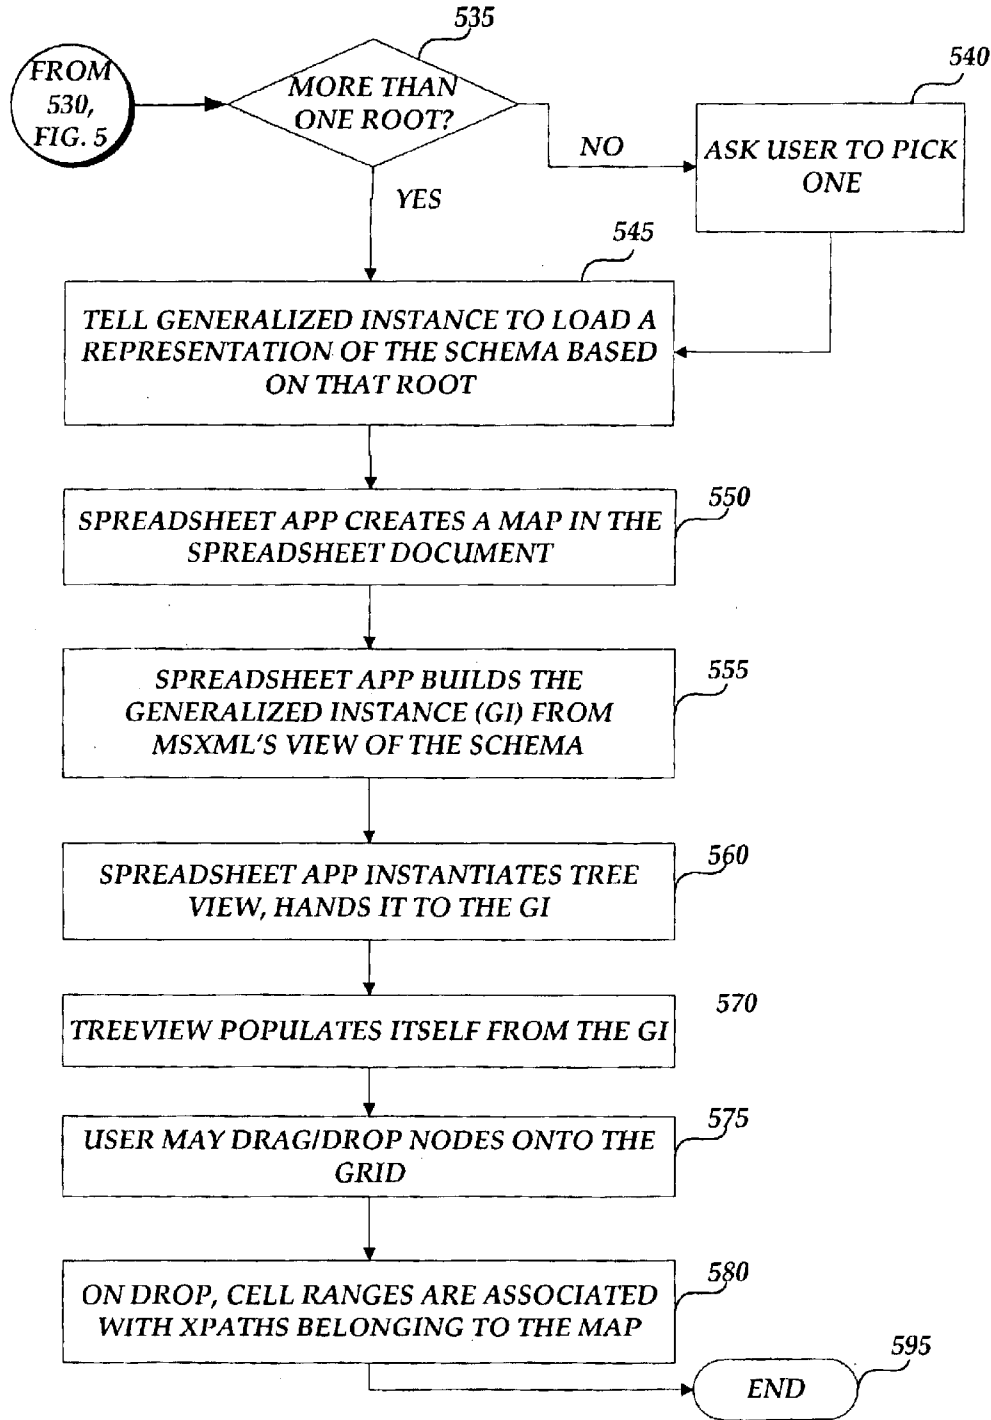 535
FROM
530,
FIG. 5
MORE THAN
ONE ROOT?
540
NO
ASK USER TO PICK
ONE
YES
545
TELL GENERALIZED INSTANCE TO LOAD A
REPRESENTATION OF THE SCHEMA BASED
ON THAT ROOT
550
SPREADSHEET APP CREATES A MAP IN THE
SPREADSHEET DOCUMENT
555
SPREADSHEET APP BUILDS THE
GENERALIZED INSTANCE (GI) FROM
MSXML'S VIEW OF THE SCHEMA
560
SPREADSHEET APP INSTANTIATES TREE
VIEW, HANDS IT TO THE GI
570
TREEVIEW POPULATES ITSELF FROM THE GI
575
USER MAY DRAG/DROP NODES ONTO THE
GRID
580
ON DROP, CELL RANGES ARE ASSOCIATED
WITH XPATHS BELONGING TO THE MAP
595
END